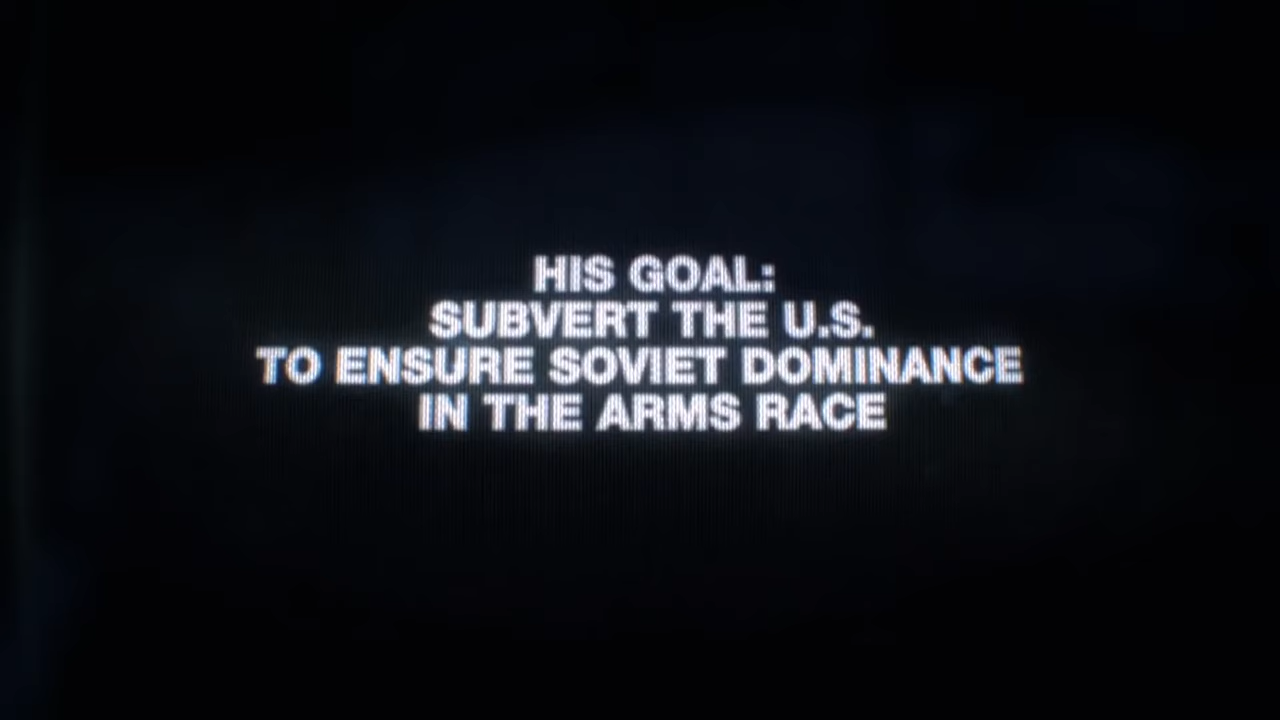 HIS GOAL:
SUBVERT THE U.S.
TO ENSURE SOVIET DOMINANCE
IN THE ARMS RACE